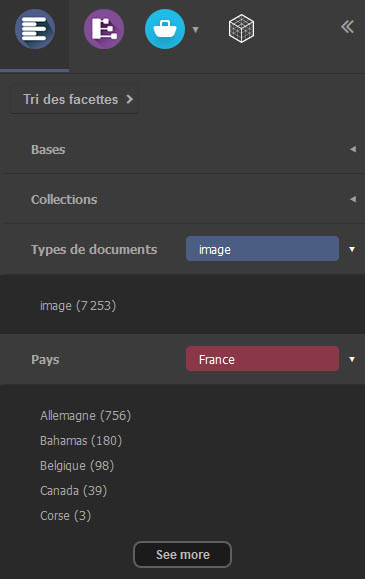 Tri des facettes
Bases
Collections
Types de documents image
image (7 253)
Pays France
Allemagne (756)
Bahamas (180)
Belgique (98)
Canada (39)
Corse (3)
See more